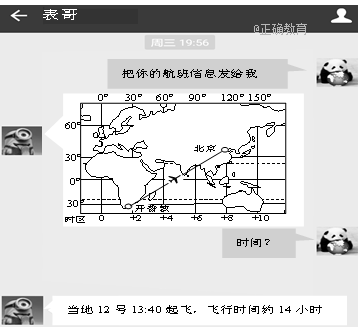 表哥
@正确教育
周三 19:56
把你的航班信息发给我
0° 30° 60° 90° 120° 150°
60°
北京
30°
0
30
开普敦
时区 0 +2 +4 +6 +8 +10
时间?
当地 12 号 13:40 起飞, 飞行时间约 14 小时